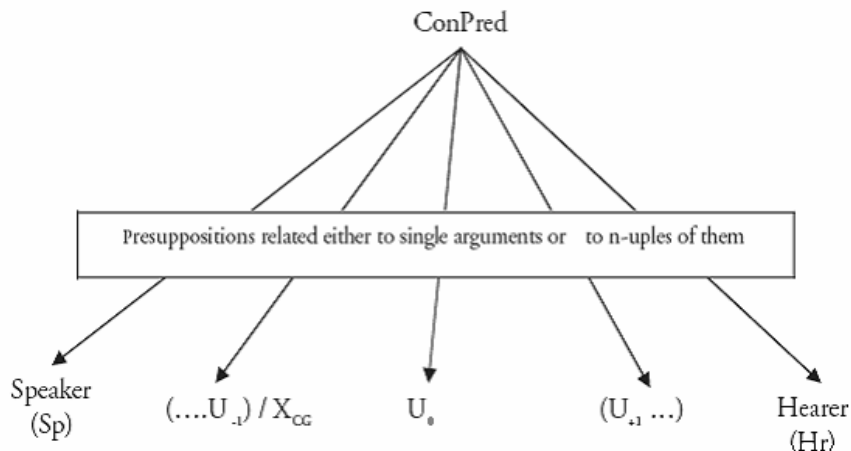 ConPred
Presuppositions related either to single arguments or to n-uples of them
Speaker
(Sp)
(....U₋₁) / X_CG
U₀
(U₊₁ ...)
Hearer
(Hr)